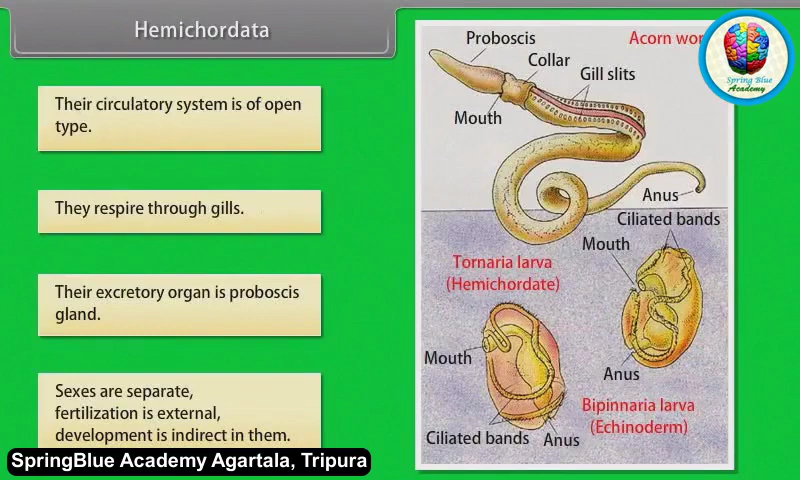 Hemichordata
Their circulatory system is of open
type.
They respire through gills.
Their excretory organ is proboscis
gland.
Sexes are separate,
fertilization is external,
development is indirect in them.
SpringBlue Academy Agartala, Tripura
Proboscis
Acorn wor
Collar
Gill slits
Mouth
Anus
Ciliated bands
Mouth
Tornaria larva
(Hemichordate)
Mouth
Anus
Bipinnaria larva
(Echinoderm)
Ciliated bands
Anus
Spring Blue
Academy